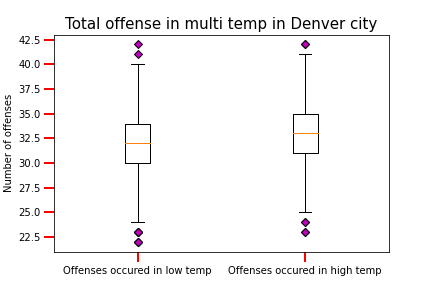 Total offense in multi temp in Denver city
42.5
40.0
37.5
35.0
32.5
30.0
27.5
25.0
22.5
Number of offenses
Offenses occured in low temp
Offenses occured in high temp